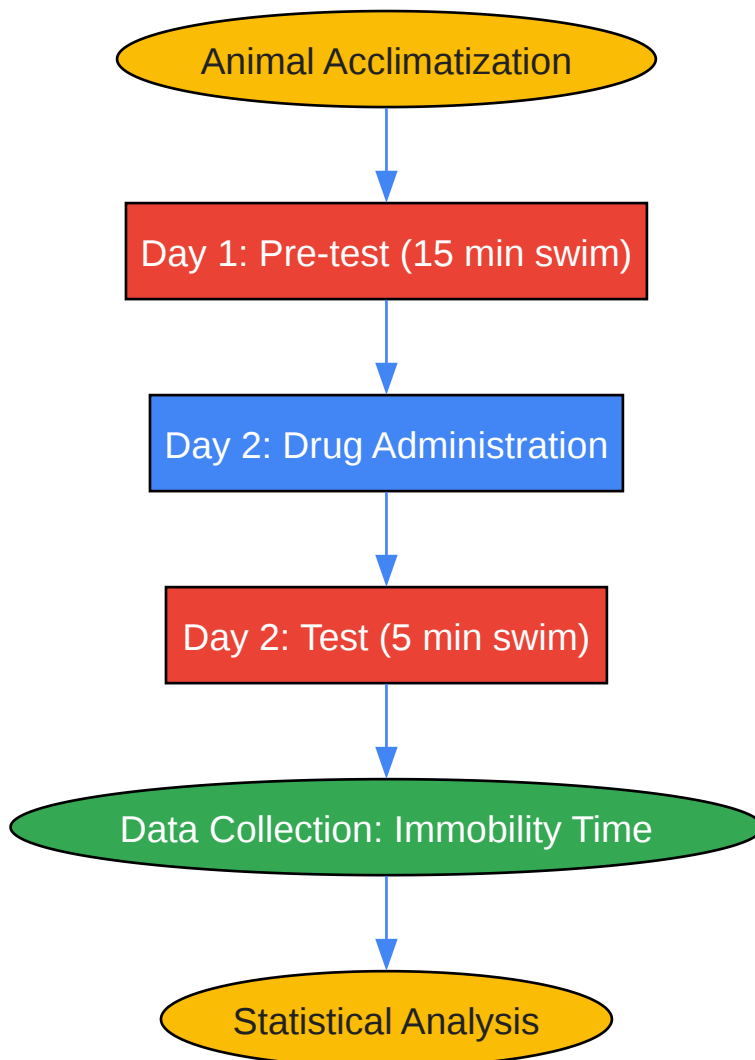 Animal Acclimatization
Day 1: Pre-test (15 min swim)
Day 2: Drug Administration
Day 2: Test (5 min swim)
Data Collection: Immobility Time
Statistical Analysis